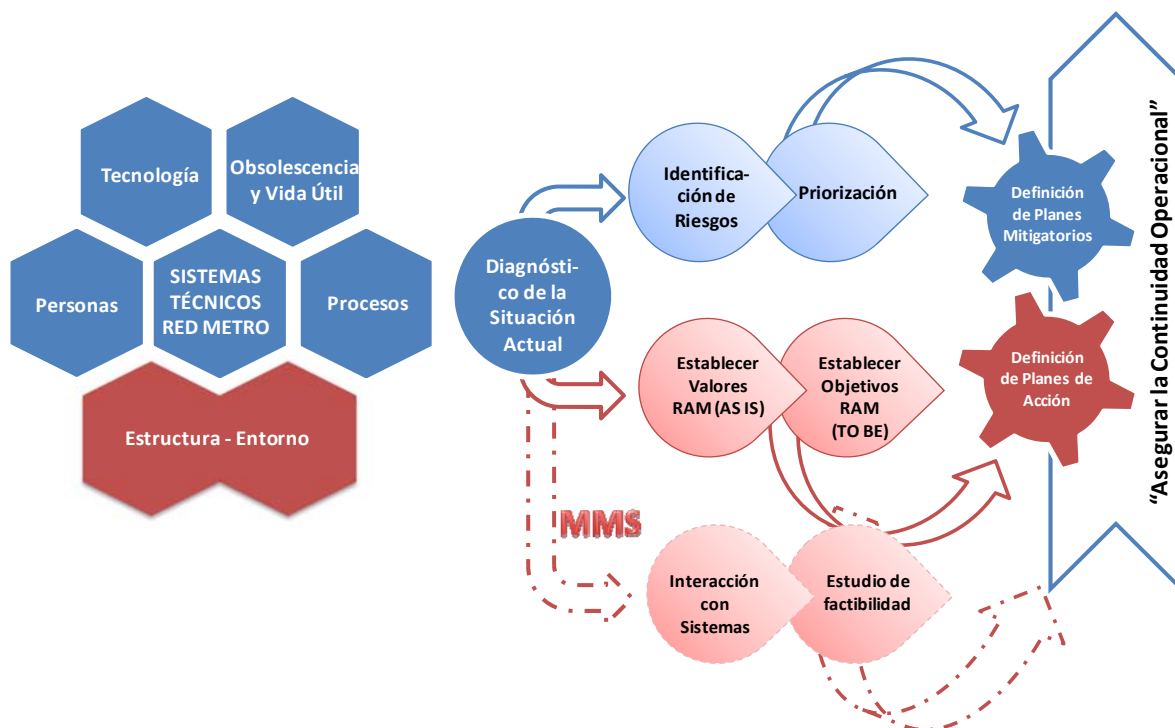 Tecnología
Obsolescencia
y Vida Útil
Personas
SISTEMAS
TÉCNICOS
RED METRO
Procesos
Estructura - Entorno
Diagnósti-
co de la
Situación
Actual
Identifica-
ción de
Riesgos
Priorización
Definición
de Planes
Mitigatorios
Establecer
Valores
RAM (AS IS)
Establecer
Objetivos
RAM
(TO BE)
Definición
de Planes de
Acción
MMS
Interacción
con
Sistemas
Estudio de
factibilidad
“Asegurar la Continuidad Operacional”